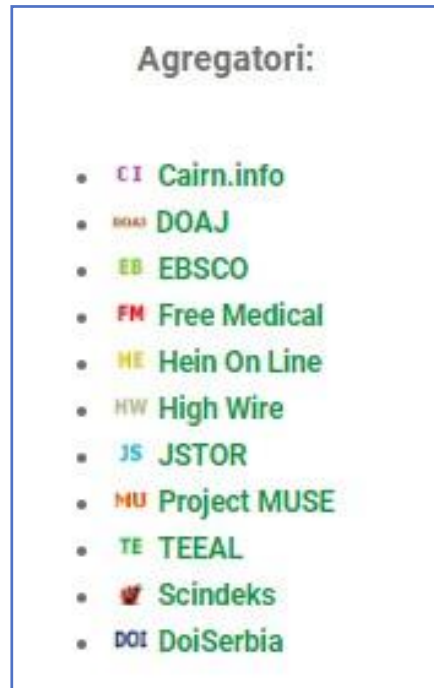 Agregatori:
CI Cairn.info
DOAJ DOAJ
EB EBSCO
FM Free Medical
HE Hein On Line
HW High Wire
JS JSTOR
MU Project MUSE
TE TEEAL
Scindeks
DOI DoiSerbia